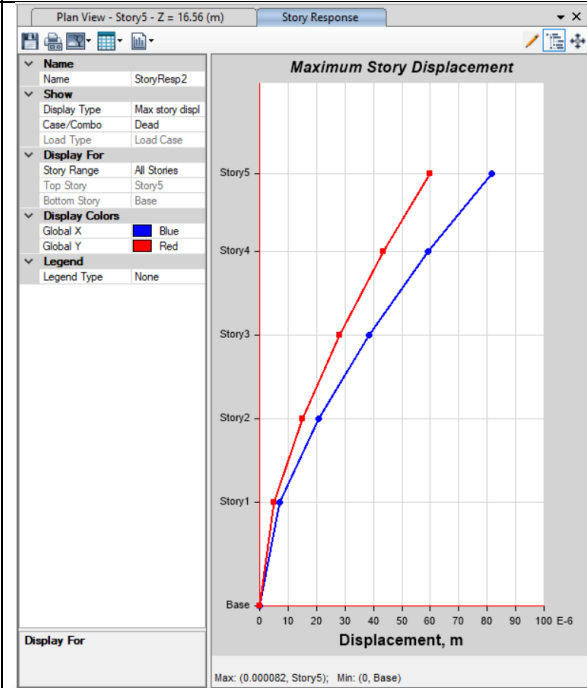 Plan View - Story5 - Z = 16.56 (m)
Story Response
Name
Name StoryResp2
Show
Display Type Max story displ
Case/Combo Dead
Load Type Load Case
Display For
Story Range All Stories
Top Story Story5
Bottom Story Base
Display Colors
Global X Blue
Global Y Red
Legend
Legend Type None
Display For
Maximum Story Displacement
Story5
Story4
Story3
Story2
Story1
Base
0 10 20 30 40 50 60 70 80 90 100 E-6
Displacement, m
Max: (0.000082, Story5); Min: (0, Base)